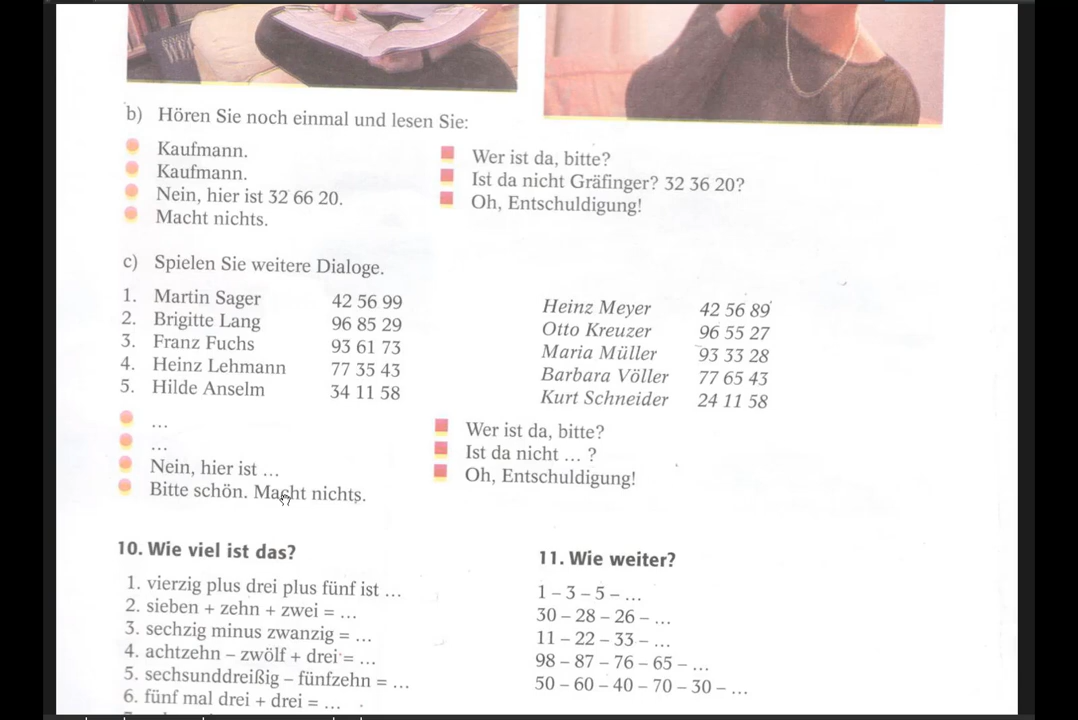 b) Hören Sie noch einmal und lesen Sie:
Kaufmann.
Wer ist da, bitte?
Kaufmann.
Ist da nicht Gräfinger? 32 36 20?
Nein, hier ist 32 66 20.
Oh, Entschuldigung!
Macht nichts.
c) Spielen Sie weitere Dialoge.
1. Martin Sager 42 56 99 Heinz Meyer 42 56 89
2. Brigitte Lang 96 85 29 Otto Kreuzer 96 55 27
3. Franz Fuchs 93 61 73 Maria Müller 93 33 28
4. Heinz Lehmann 77 35 43 Barbara Völler 77 65 43
5. Hilde Anselm 34 11 58 Kurt Schneider 24 11 58
...
Wer ist da, bitte?
...
Ist da nicht ... ?
Nein, hier ist ...
Oh, Entschuldigung!
Bitte schön. Macht nichts.
10. Wie viel ist das?
1. vierzig plus drei plus fünf ist ...
2. sieben + zehn + zwei = ...
3. sechzig minus zwanzig = ...
4. achtzehn – zwölf + drei = ...
5. sechsunddreißig – fünfzehn = ...
6. fünf mal drei + drei = ...
11. Wie weiter?
1 – 3 – 5 – ...
30 – 28 – 26 – ...
11 – 22 – 33 – ...
98 – 87 – 76 – 65 – ...
50 – 60 – 40 – 70 – 30 – ...